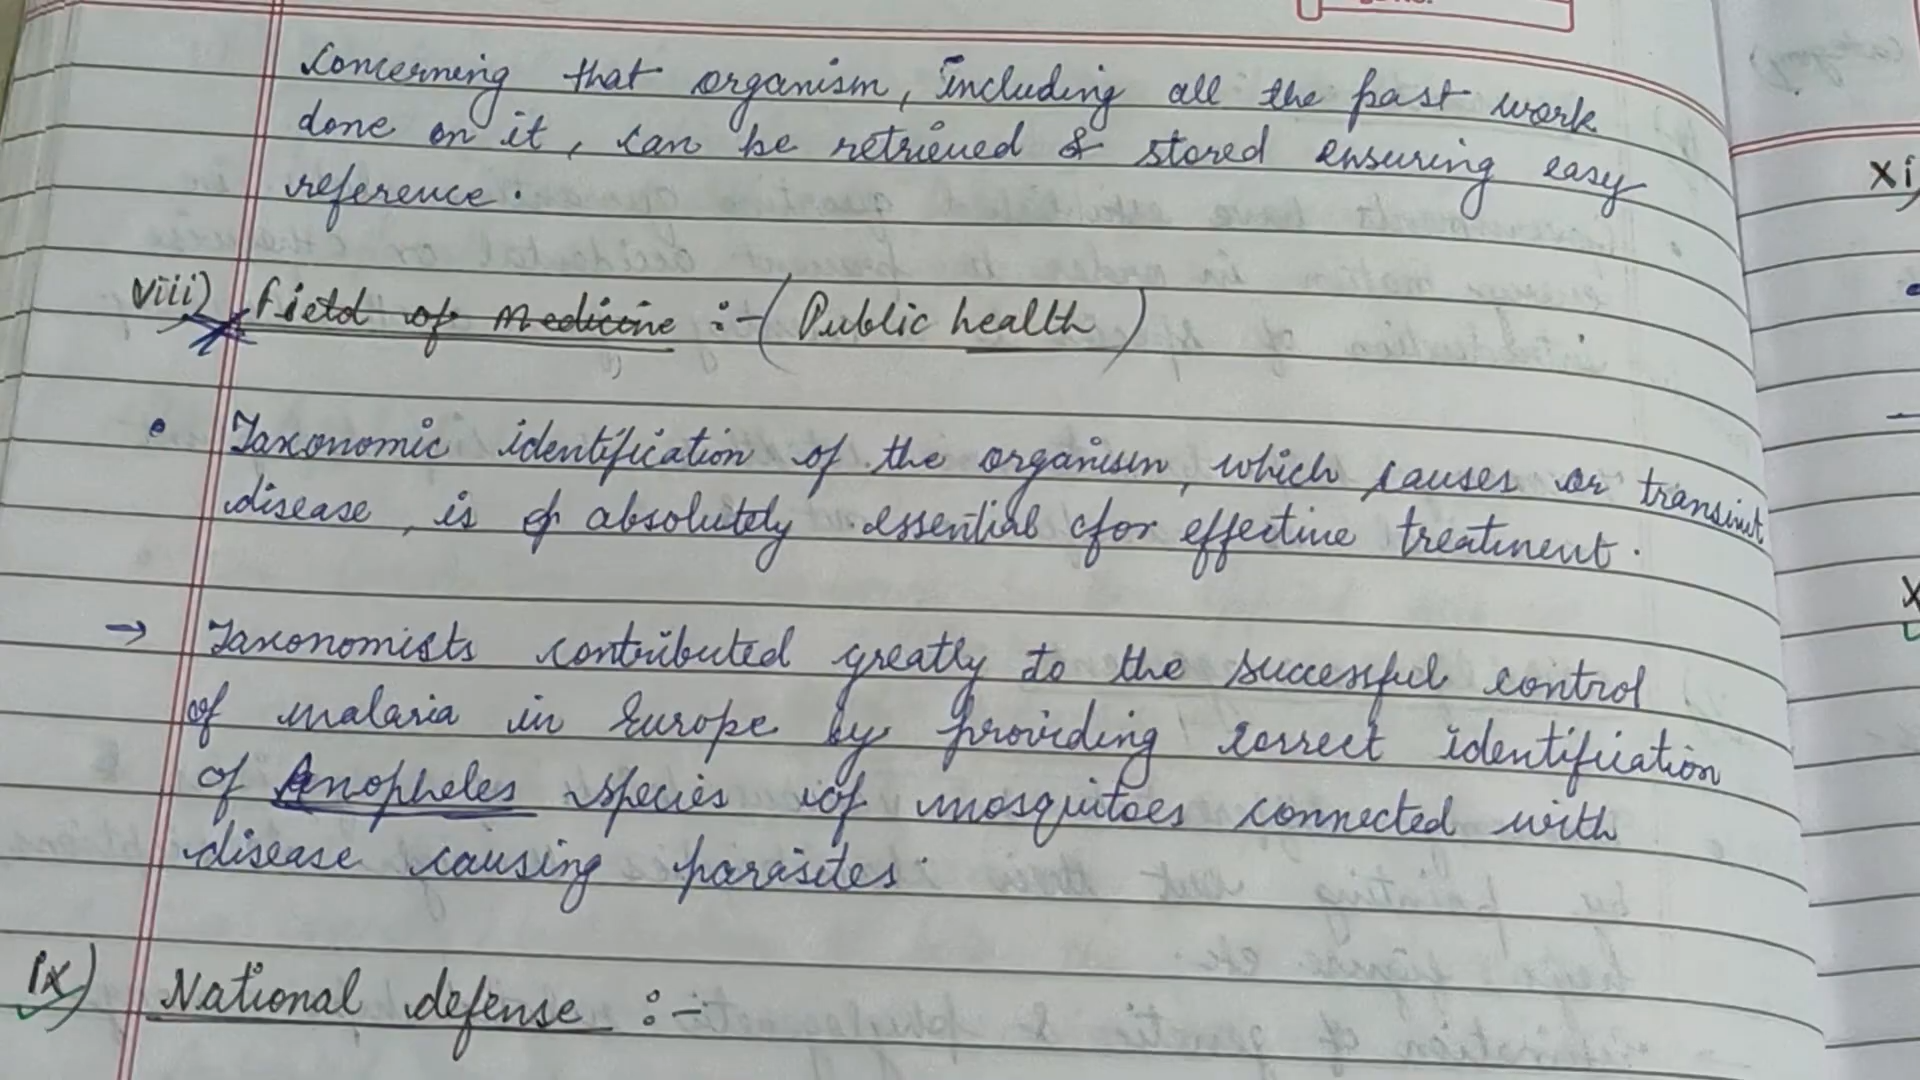 concerning that organism, including all the past work
done on it, can be retrieved & stored ensuring easy
reference.
viii) Field of Medicine :- (Public health)
• Taxonomic identification of the organism, which causes or transmit
disease, is of absolutely essential for effective treatment.
→ Taxonomists contributed greatly to the successful control
of malaria in Europe by providing correct identification
of Anopheles species of mosquitoes connected with
disease causing parasites.
ix) National defense :-
xi)